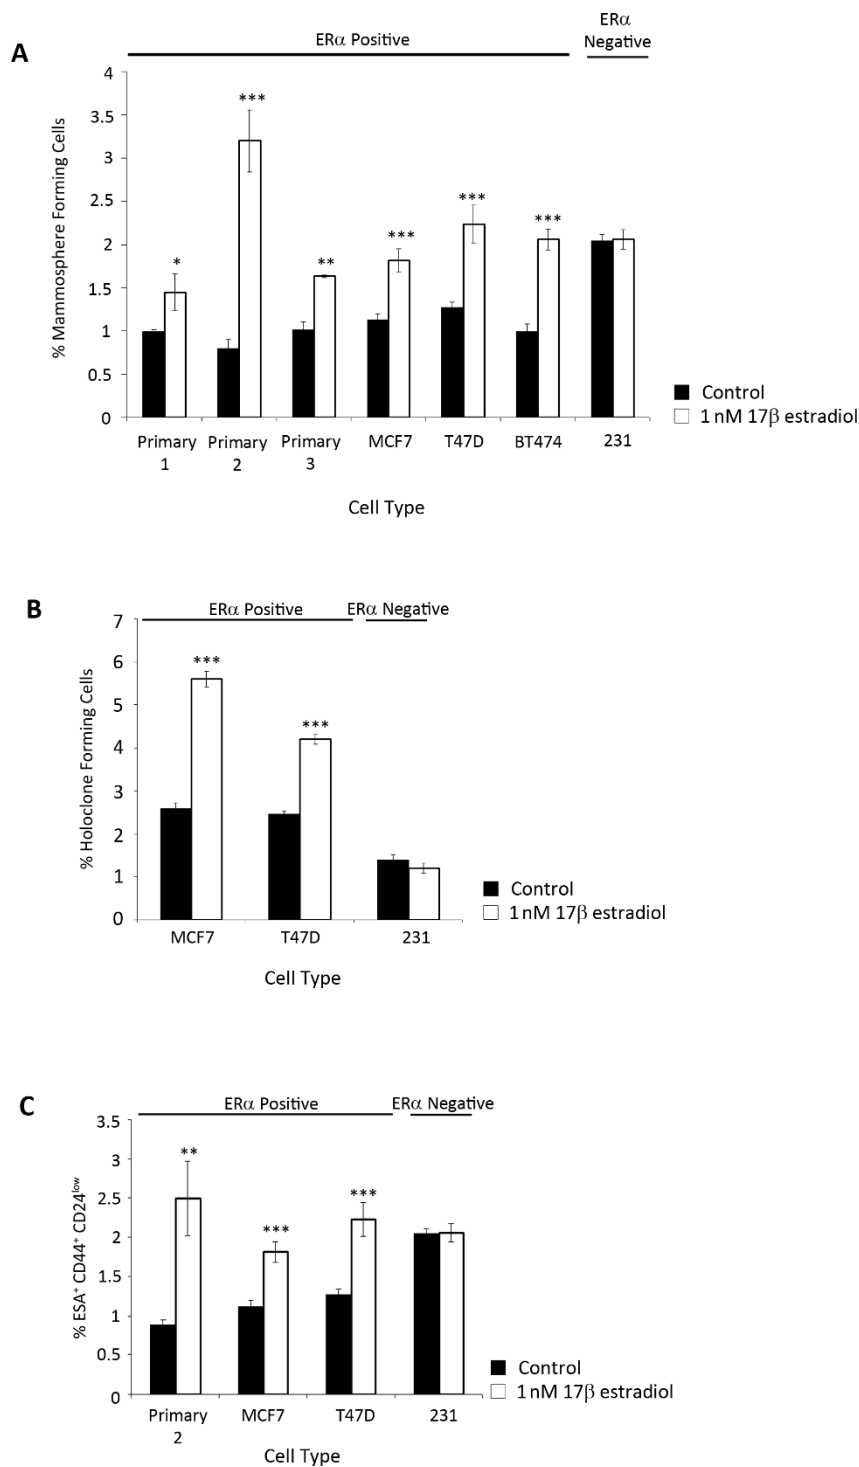 A
ERα Positive
ERα
Negative
% Mammosphere Forming Cells
4
3.5
3
2.5
2
1.5
1
0.5
0
*
***
**
***
***
***
Primary
1
Primary
2
Primary
3
MCF7
T47D
BT474
231
Control
1 nM 17β estradiol
Cell Type
B
ERα Positive
ERα Negative
% Holoclone Forming Cells
7
6
5
4
3
2
1
0
***
***
MCF7
T47D
231
Control
1 nM 17β estradiol
Cell Type
C
ERα Positive
ERα Negative
% ESA⁺ CD44⁺ CD24ˡᵒʷ
3.5
3
2.5
2
1.5
1
0.5
0
**
***
***
Primary
2
MCF7
T47D
231
Control
1 nM 17β estradiol
Cell Type